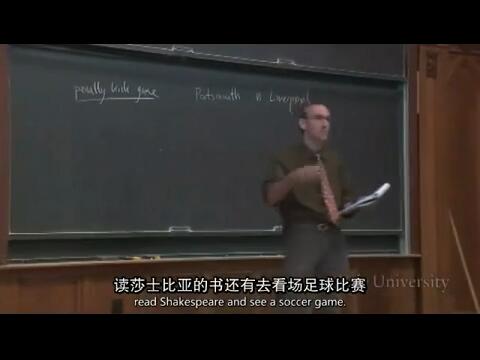 penalty kick game
Portsmouth vs Liverpool
University
读莎士比亚的书还有去看场足球比赛
read Shakespeare and see a soccer game.